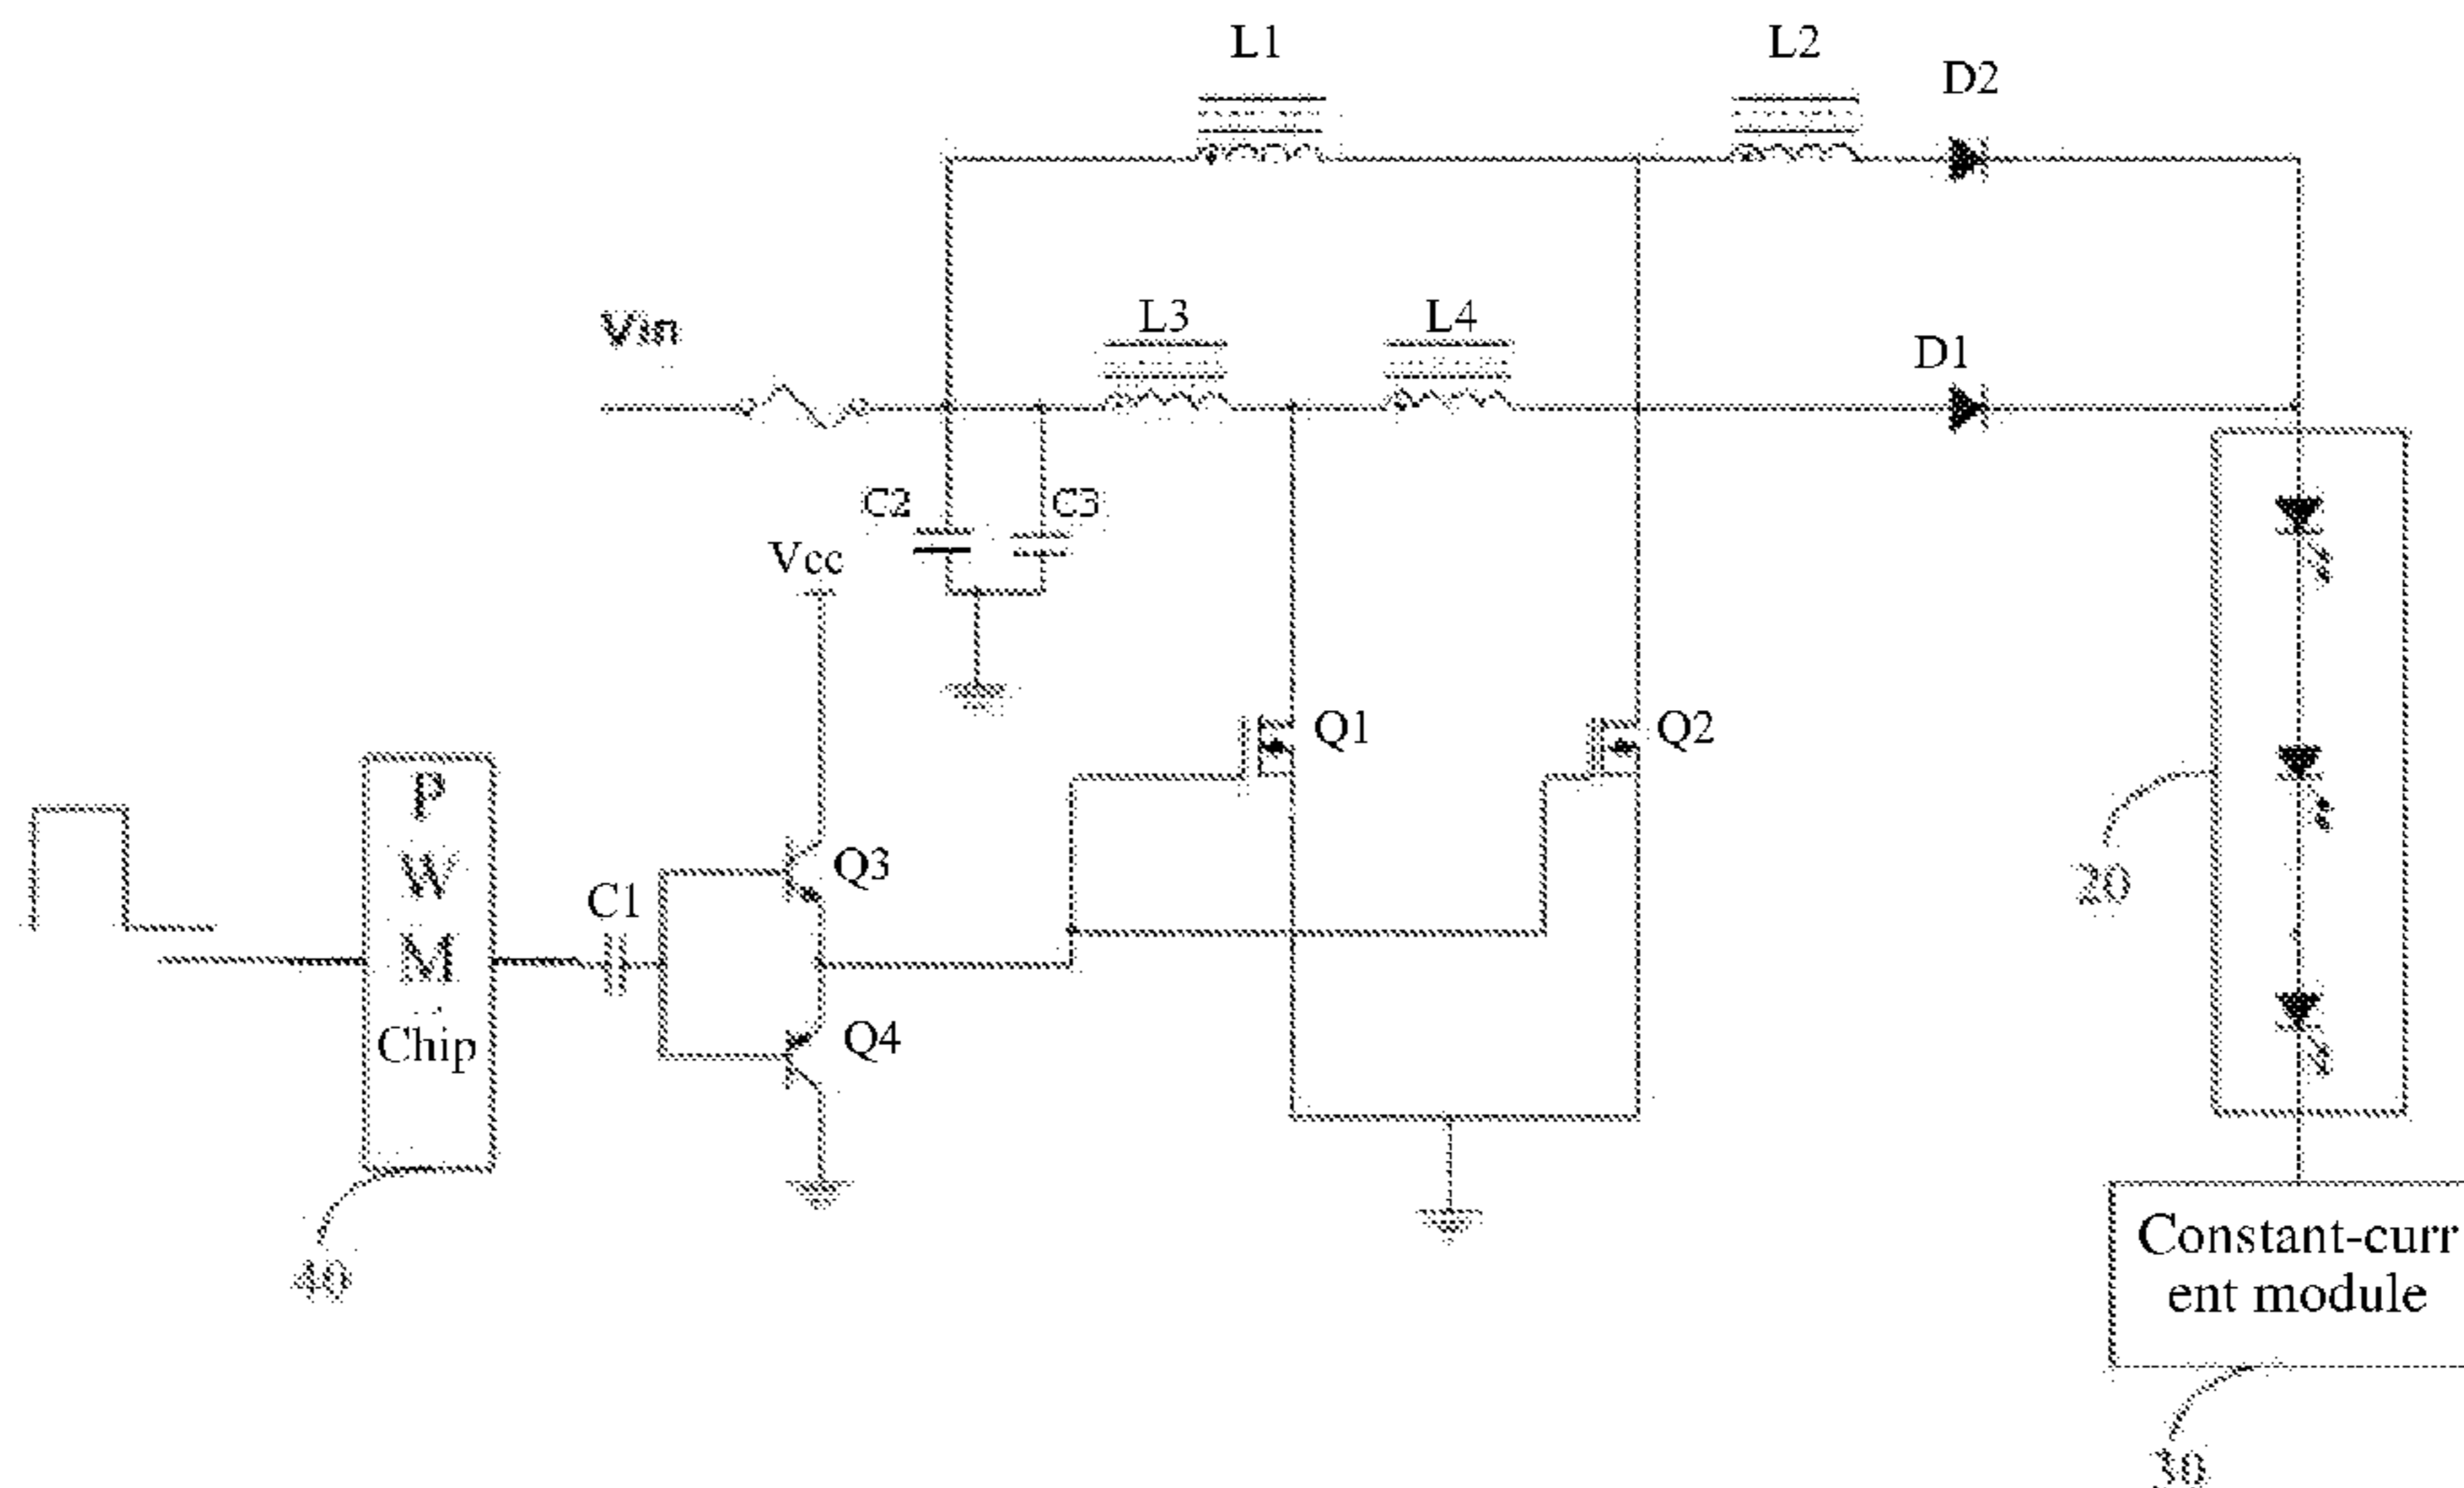 L1
L2
D2
Vin
L3
L4
D1
C2
C3
Vcc
Q1
Q2
P
W
M
Chip
C1
Q3
Q4
20
40
Constant-curr
ent module
30